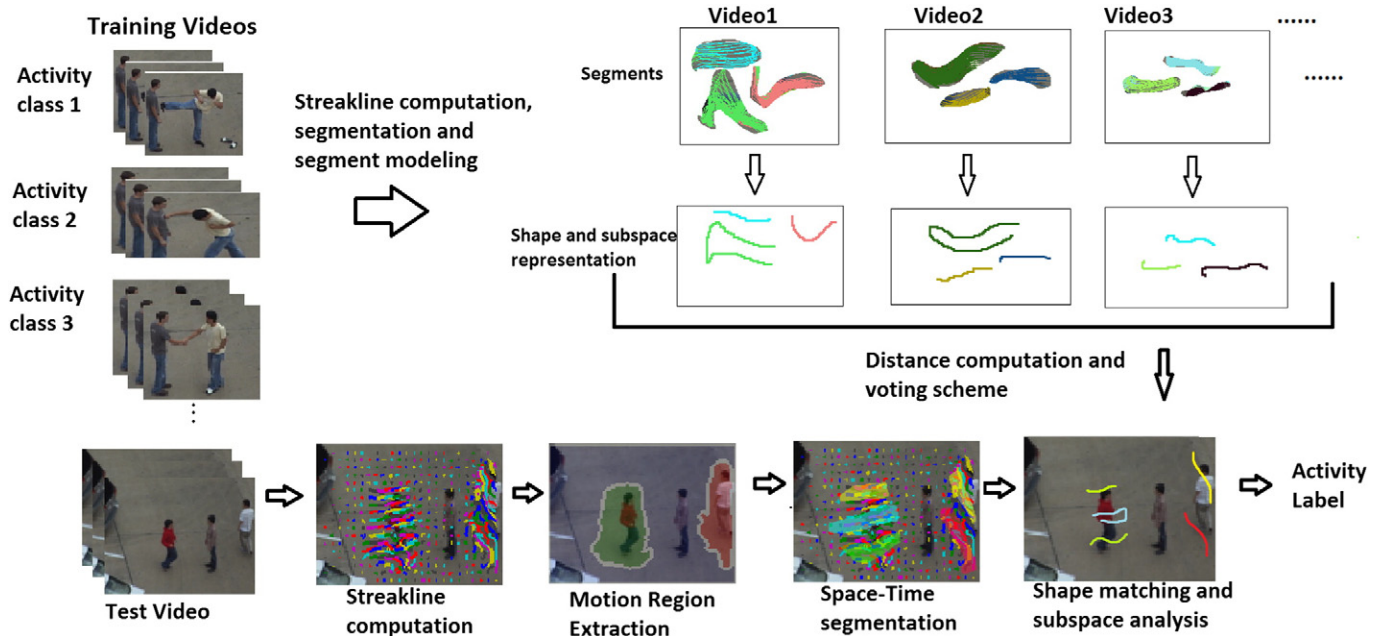 Training Videos
Activity
class 1
Activity
class 2
Activity
class 3
Streakline computation,
segmentation and
segment modeling
Video1
Video2
Video3
......
Segments
......
Shape and subspace
representation
Distance computation and
voting scheme
Test Video
Streakline
computation
Motion Region
Extraction
Space-Time
segmentation
Shape matching and
subspace analysis
Activity
Label